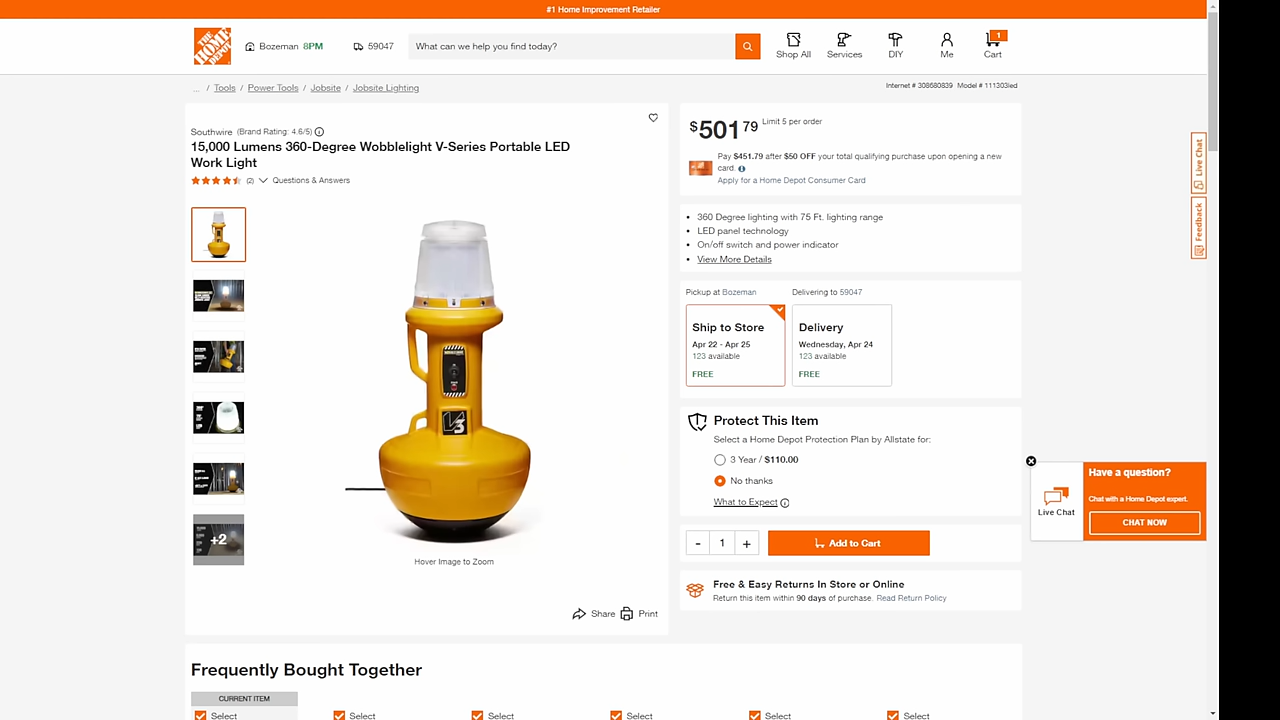 #1 Home Improvement Retailer
THE HOME DEPOT
Bozeman 8PM
59047
What can we help you find today?
Shop All
Services
DIY
Me
1
Cart
... / Tools / Power Tools / Jobsite / Jobsite Lighting
Internet # 308680839 Model # 111303led
Southwire (Brand Rating: 4.6/5)
15,000 Lumens 360-Degree Wobblelight V-Series Portable LED
Work Light
(2) Questions & Answers
+2
V3
Hover Image to Zoom
Share
Print
$501 79 Limit 5 per order
Pay $451.79 after $50 OFF your total qualifying purchase upon opening a new
card.
Apply for a Home Depot Consumer Card
• 360 Degree lighting with 75 Ft. lighting range
• LED panel technology
• On/off switch and power indicator
• View More Details
Pickup at Bozeman
Delivering to 59047
Ship to Store
Apr 22 - Apr 25
123 available
FREE
Delivery
Wednesday, Apr 24
123 available
FREE
Protect This Item
Select a Home Depot Protection Plan by Allstate for:
3 Year / $110.00
No thanks
What to Expect
- 1 +
Add to Cart
Free & Easy Returns In Store or Online
Return this item within 90 days of purchase. Read Return Policy
Live Chat
Feedback
Live Chat
Have a question?
Chat with a Home Depot expert.
CHAT NOW
Frequently Bought Together
CURRENT ITEM
Select
Select
Select
Select
Select
Select